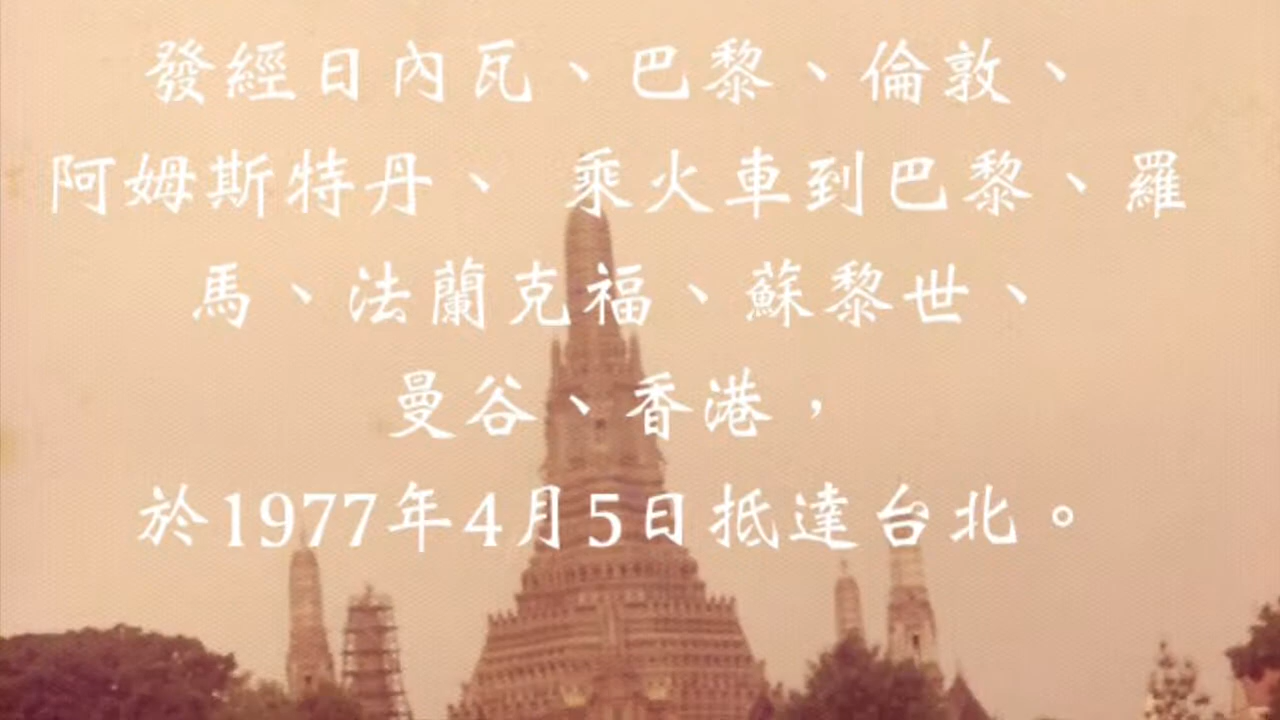 發經日內瓦、巴黎、倫敦、
阿姆斯特丹、 乘火車到巴黎、羅
馬、法蘭克福、蘇黎世、
曼谷、香港，
於1977年4月5日抵達台北。